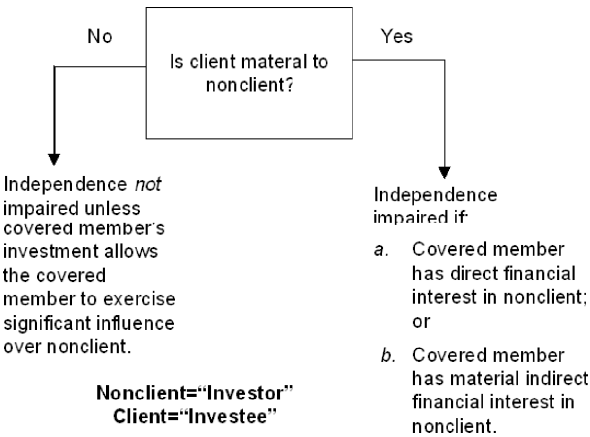 No
Is client materal to
nonclient?
Yes
Independence not
impaired unless
covered member's
investment allows
the covered
member to exercise
significant influence
over nonclient.
Independence
impaired if:
a. Covered member
has direct financial
interest in nonclient;
or
b. Covered member
has material indirect
financial interest in
nonclient.
Nonclient=“Investor”
Client=“Investee”